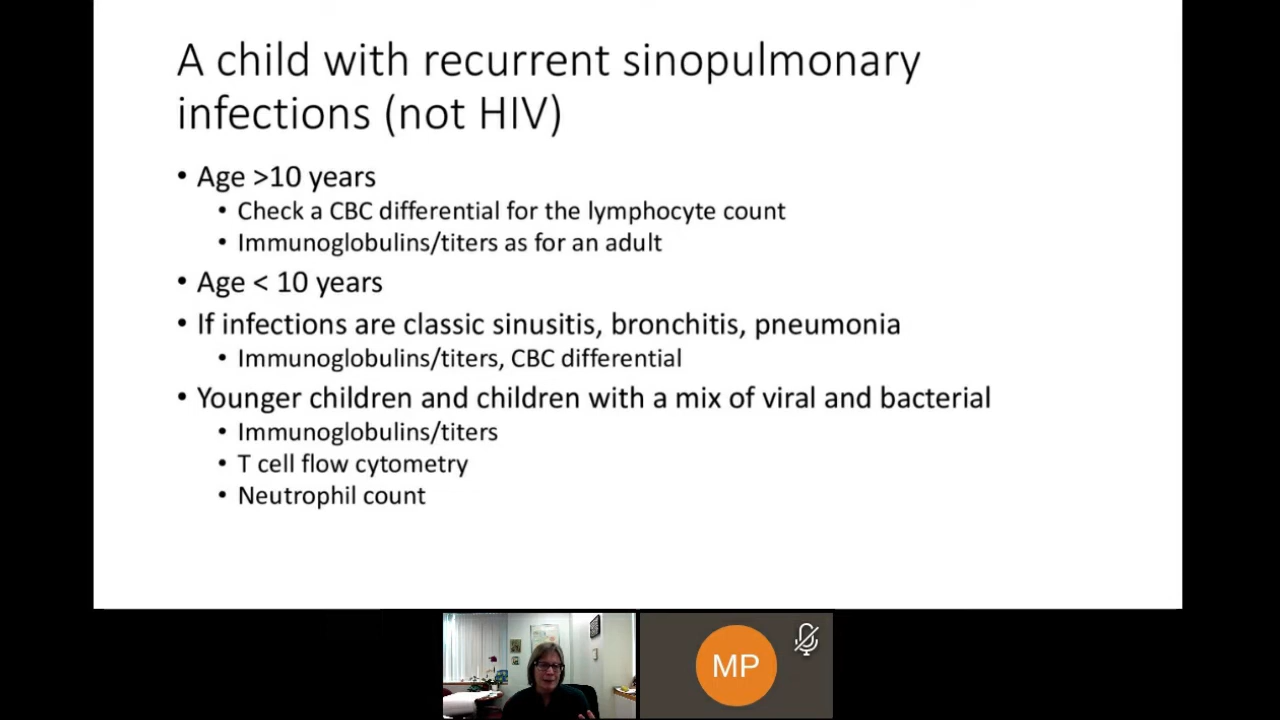 A child with recurrent sinopulmonary
infections (not HIV)
• Age >10 years
• Check a CBC differential for the lymphocyte count
• Immunoglobulins/titers as for an adult
• Age < 10 years
• If infections are classic sinusitis, bronchitis, pneumonia
• Immunoglobulins/titers, CBC differential
• Younger children and children with a mix of viral and bacterial
• Immunoglobulins/titers
• T cell flow cytometry
• Neutrophil count
MP